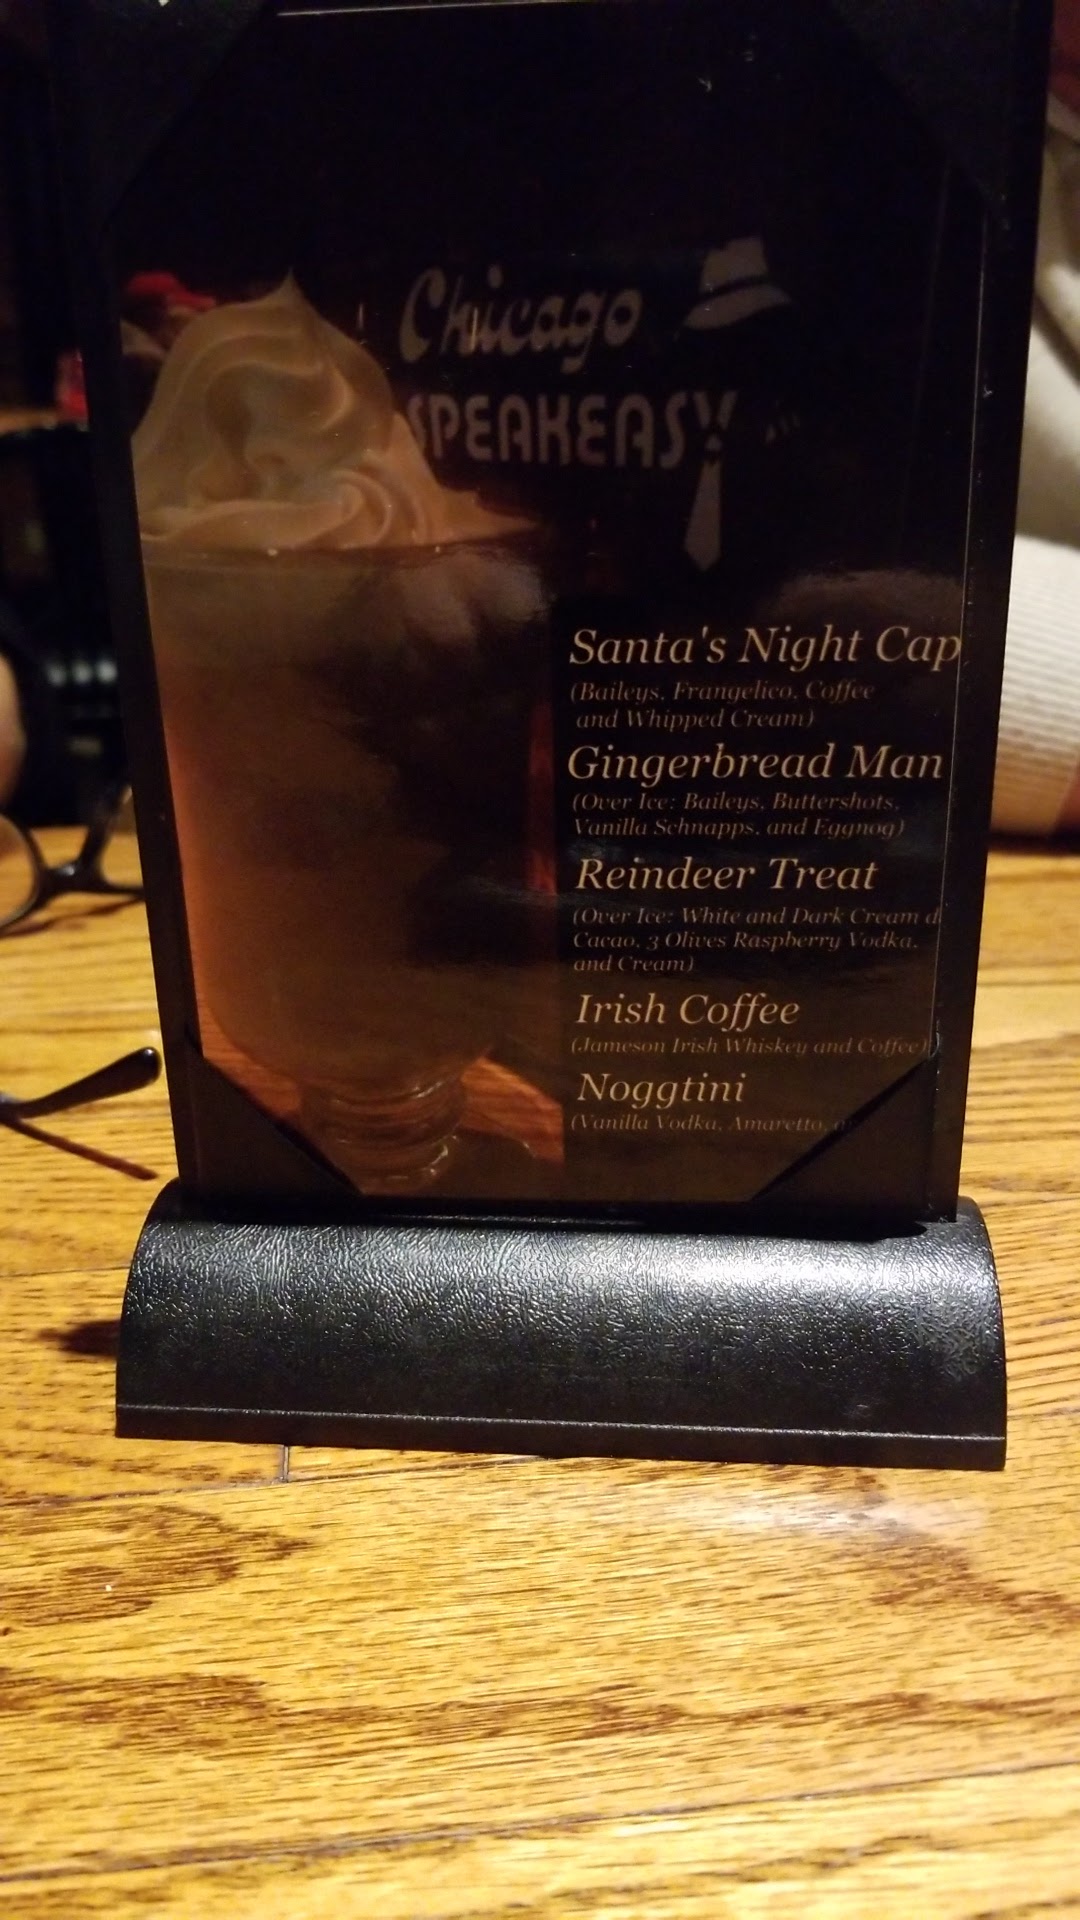 Chicago
SPEAKEASY
Santa's Night Cap
(Baileys, Frangelico, Coffee
and Whipped Cream)
Gingerbread Man
(Over Ice: Baileys, Buttershots,
Vanilla Schnapps, and Eggnog)
Reindeer Treat
(Over Ice: White and Dark Cream d
Cacao, 3 Olives Raspberry Vodka,
and Cream)
Irish Coffee
(Jameson Irish Whiskey and Coffee)
Noggtini
(Vanilla Vodka, Amaretto,